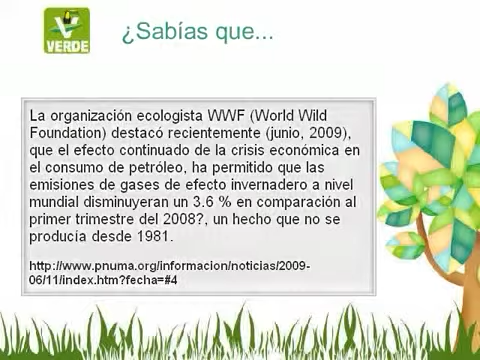 VERDE
¿Sabías que...
La organización ecologista WWF (World Wild
Foundation) destacó recientemente (junio, 2009),
que el efecto continuado de la crisis económica en
el consumo de petróleo, ha permitido que las
emisiones de gases de efecto invernadero a nivel
mundial disminuyeran un 3.6 % en comparación al
primer trimestre del 2008?, un hecho que no se
producía desde 1981.
http://www.pnuma.org/informacion/noticias/2009-
06/11/index.htm?fecha=#4